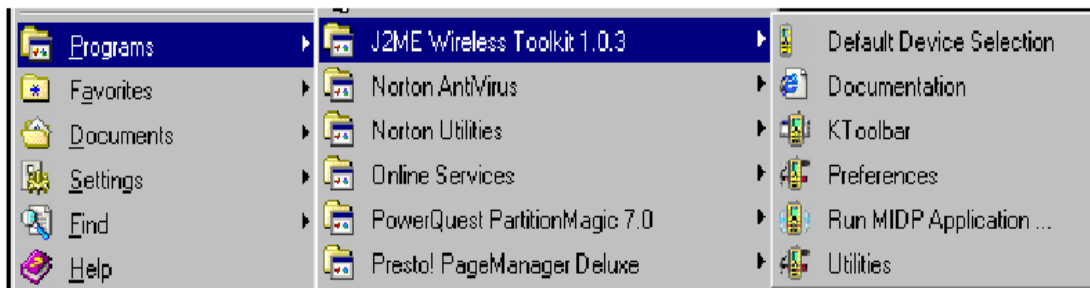 Programs
Favorites
Documents
Settings
Find
Help
J2ME Wireless Toolkit 1.0.3
Norton AntiVirus
Norton Utilities
Online Services
PowerQuest PartitionMagic 7.0
Presto! PageManager Deluxe
Default Device Selection
Documentation
KToolbar
Preferences
Run MIDP Application ...
Utilities